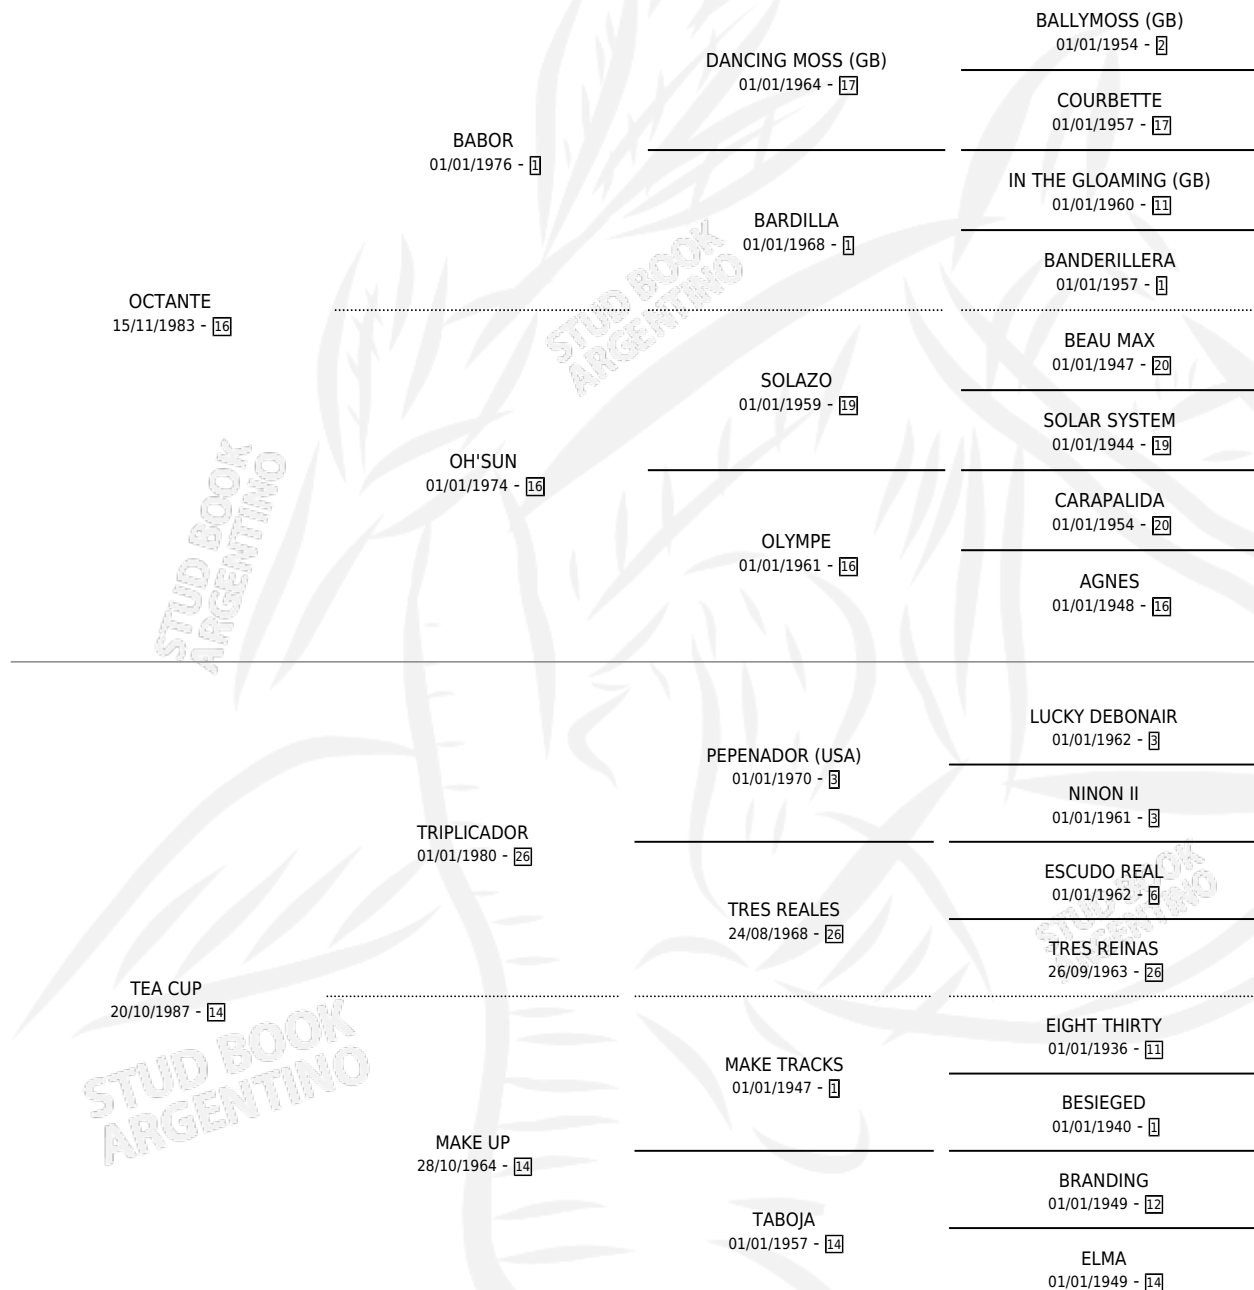 BALLYMOSS (GB)
01/01/1954 - 2
DANCING MOSS (GB)
01/01/1964 - 17
COURBETTE
01/01/1957 - 17
BABOR
01/01/1976 - 1
IN THE GLOAMING (GB)
01/01/1960 - 11
BARDILLA
01/01/1968 - 1
BANDERILLERA
01/01/1957 - 1
OCTANTE
15/11/1983 - 16
BEAU MAX
01/01/1947 - 20
SOLAZO
01/01/1959 - 19
SOLAR SYSTEM
01/01/1944 - 19
OH'SUN
01/01/1974 - 16
CARAPALIDA
01/01/1954 - 20
OLYMPE
01/01/1961 - 16
AGNES
01/01/1948 - 16
LUCKY DEBONAIR
01/01/1962 - 3
PEPENADOR (USA)
01/01/1970 - 3
NINON II
01/01/1961 - 3
TRIPLICADOR
01/01/1980 - 26
ESCUDO REAL
01/01/1962 - 6
TRES REALES
24/08/1968 - 26
TRES REINAS
26/09/1963 - 26
TEA CUP
20/10/1987 - 14
EIGHT THIRTY
01/01/1936 - 11
MAKE TRACKS
01/01/1947 - 1
BESIEGED
01/01/1940 - 1
MAKE UP
28/10/1964 - 14
BRANDING
01/01/1949 - 12
TABOJA
01/01/1957 - 14
ELMA
01/01/1949 - 14
STUD BOOK
ARGENTINO
STUD BOOK
ARGENTINO
STUD BOOK
ARGENTINO
STUD BOOK
ARGENTINO